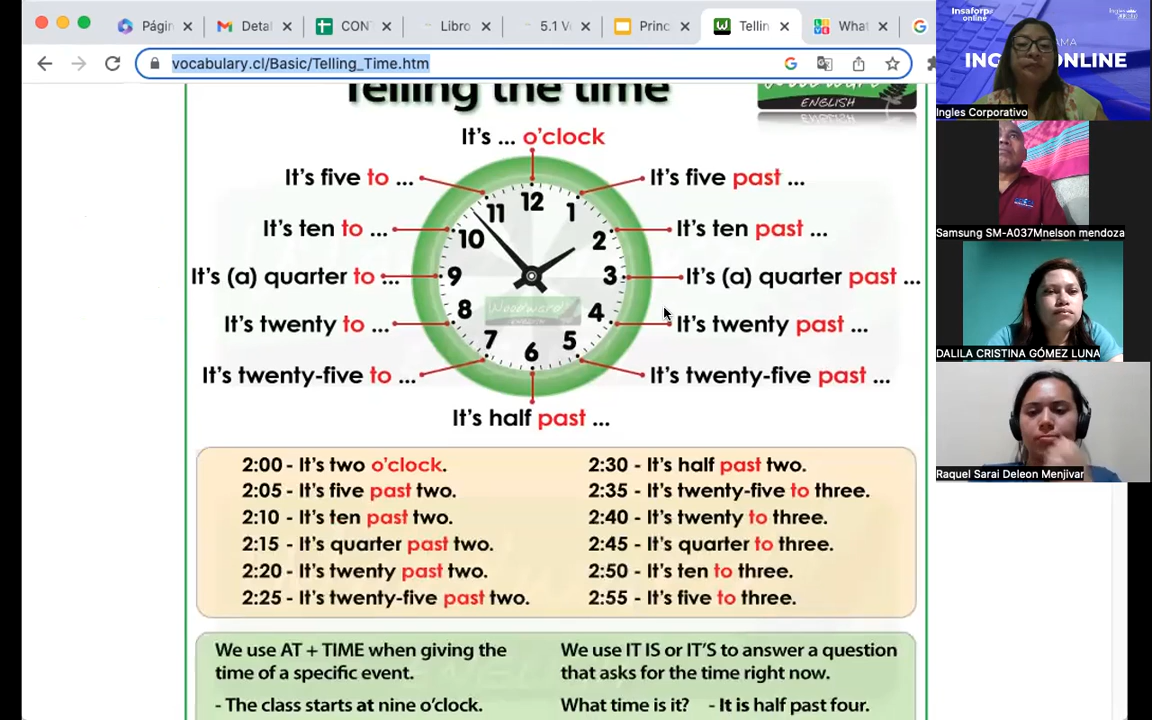 Págin
Detal
CON
Libro
5.1 V
Princ
Tellin
What
vocabulary.cl/Basic/Telling_Time.htm
Telling the time
ENGLISH
It's ... o'clock
It's five to ...
It's five past ...
It's ten to ...
It's ten past ...
It's (a) quarter to ...
It's (a) quarter past ...
It's twenty to ...
It's twenty past ...
It's twenty-five to ...
It's twenty-five past ...
It's half past ...
12
11
1
10
2
9
3
8
4
7
5
6
Woodward
ENGLISH
2:00 - It's two o'clock.
2:05 - It's five past two.
2:10 - It's ten past two.
2:15 - It's quarter past two.
2:20 - It's twenty past two.
2:25 - It's twenty-five past two.
2:30 - It's half past two.
2:35 - It's twenty-five to three.
2:40 - It's twenty to three.
2:45 - It's quarter to three.
2:50 - It's ten to three.
2:55 - It's five to three.
We use AT + TIME when giving the
time of a specific event.
- The class starts at nine o'clock.
We use IT IS or IT'S to answer a question
that asks for the time right now.
What time is it? - It is half past four.
Insaforp
online
ONLINE
Ingles Corporativo
Samsung SM-A037Mnelson mendoza
DALILA CRISTINA GÓMEZ LUNA
Raquel Sarai Deleon Menjivar